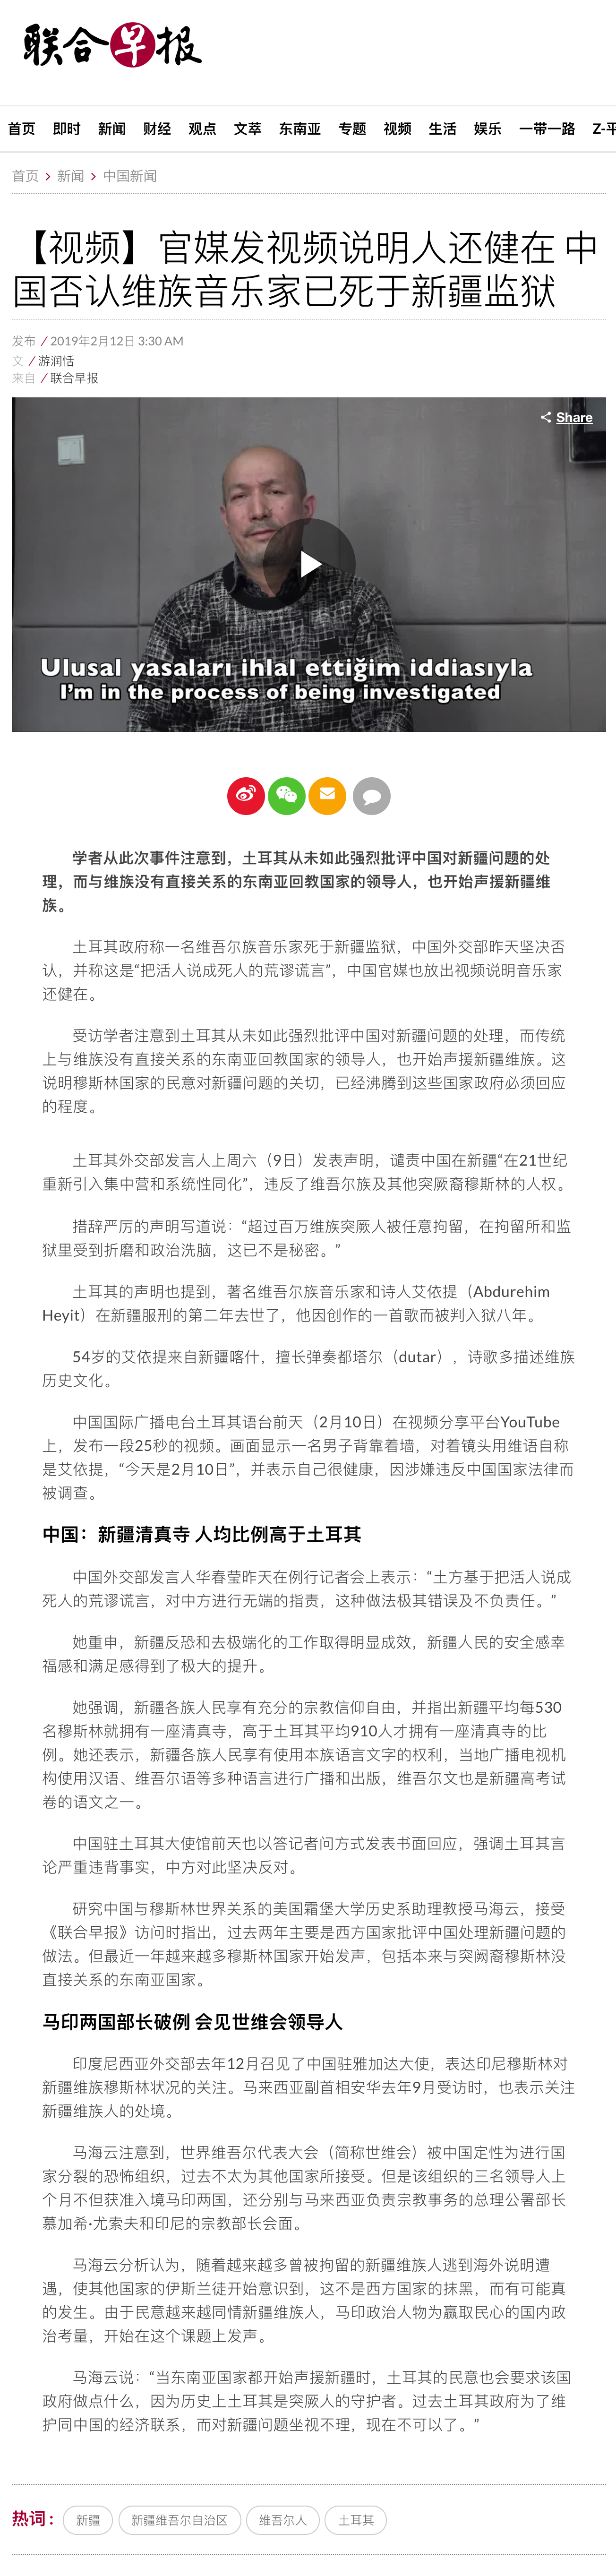 联合早报
首页 即时 新闻 财经 观点 文萃 东南亚 专题 视频 生活 娱乐 一带一路 Z-平
首页 > 新闻 > 中国新闻
【视频】官媒发视频说明人还健在 中
国否认维族音乐家已死于新疆监狱
发布 / 2019年2月12日 3:30 AM
文 / 游润恬
来自 / 联合早报
Share
Ulusal yasaları ihlal ettiğim iddiasıyla
I'm in the process of being investigated
学者从此次事件注意到，土耳其从未如此强烈批评中国对新疆问题的处
理，而与维族没有直接关系的东南亚回教国家的领导人，也开始声援新疆维
族。
土耳其政府称一名维吾尔族音乐家死于新疆监狱，中国外交部昨天坚决否
认，并称这是“把活人说成死人的荒谬谎言”，中国官媒也放出视频说明音乐家
还健在。
受访学者注意到土耳其从未如此强烈批评中国对新疆问题的处理，而传统
上与维族没有直接关系的东南亚回教国家的领导人，也开始声援新疆维族。这
说明穆斯林国家的民意对新疆问题的关切，已经沸腾到这些国家政府必须回应
的程度。
土耳其外交部发言人上周六（9日）发表声明，谴责中国在新疆“在21世纪
重新引入集中营和系统性同化”，违反了维吾尔族及其他突厥裔穆斯林的人权。
措辞严厉的声明写道说：“超过百万维族突厥人被任意拘留，在拘留所和监
狱里受到折磨和政治洗脑，这已不是秘密。”
土耳其的声明也提到，著名维吾尔族音乐家和诗人艾依提（Abdurehim
Heyit）在新疆服刑的第二年去世了，他因创作的一首歌而被判入狱八年。
54岁的艾依提来自新疆喀什，擅长弹奏都塔尔（dutar），诗歌多描述维族
历史文化。
中国国际广播电台土耳其语台前天（2月10日）在视频分享平台YouTube
上，发布一段25秒的视频。画面显示一名男子背靠着墙，对着镜头用维语自称
是艾依提，“今天是2月10日”，并表示自己很健康，因涉嫌违反中国国家法律而
被调查。
中国：新疆清真寺 人均比例高于土耳其
中国外交部发言人华春莹昨天在例行记者会上表示：“土方基于把活人说成
死人的荒谬谎言，对中方进行无端的指责，这种做法极其错误及不负责任。”
她重申，新疆反恐和去极端化的工作取得明显成效，新疆人民的安全感幸
福感和满足感得到了极大的提升。
她强调，新疆各族人民享有充分的宗教信仰自由，并指出新疆平均每530
名穆斯林就拥有一座清真寺，高于土耳其平均910人才拥有一座清真寺的比
例。她还表示，新疆各族人民享有使用本族语言文字的权利，当地广播电视机
构使用汉语、维吾尔语等多种语言进行广播和出版，维吾尔文也是新疆高考试
卷的语文之一。
中国驻土耳其大使馆前天也以答记者问方式发表书面回应，强调土耳其言
论严重违背事实，中方对此坚决反对。
研究中国与穆斯林世界关系的美国霜堡大学历史系助理教授马海云，接受
《联合早报》访问时指出，过去两年主要是西方国家批评中国处理新疆问题的
做法。但最近一年越来越多穆斯林国家开始发声，包括本来与突阙裔穆斯林没
直接关系的东南亚国家。
马印两国部长破例 会见世维会领导人
印度尼西亚外交部去年12月召见了中国驻雅加达大使，表达印尼穆斯林对
新疆维族穆斯林状况的关注。马来西亚副首相安华去年9月受访时，也表示关注
新疆维族人的处境。
马海云注意到，世界维吾尔代表大会（简称世维会）被中国定性为进行国
家分裂的恐怖组织，过去不太为其他国家所接受。但是该组织的三名领导人上
个月不但获准入境马印两国，还分别与马来西亚负责宗教事务的总理公署部长
慕加希·尤索夫和印尼的宗教部长会面。
马海云分析认为，随着越来越多曾被拘留的新疆维族人逃到海外说明遭
遇，使其他国家的伊斯兰徒开始意识到，这不是西方国家的抹黑，而有可能真
的发生。由于民意越来越同情新疆维族人，马印政治人物为赢取民心的国内政
治考量，开始在这个课题上发声。
马海云说：“当东南亚国家都开始声援新疆时，土耳其的民意也会要求该国
政府做点什么，因为历史上土耳其是突厥人的守护者。过去土耳其政府为了维
护同中国的经济联系，而对新疆问题坐视不理，现在不可以了。”
热词： 新疆 新疆维吾尔自治区 维吾尔人 土耳其